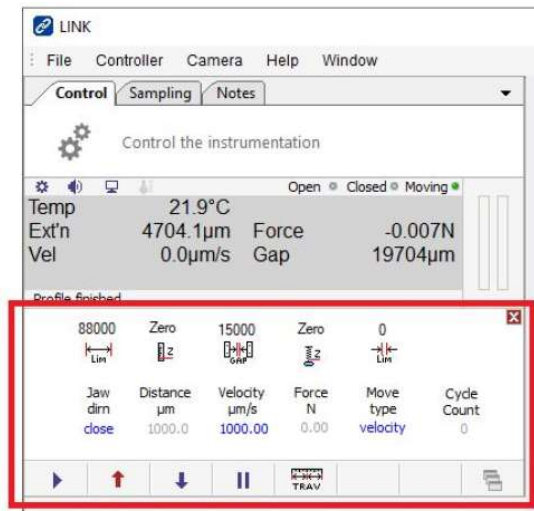 LINK
File Controller Camera Help Window
Control Sampling Notes
Control the instrumentation
Open Closed Moving
Temp 21.9°C
Ext'n 4704.1µm Force -0.007N
Vel 0.0µm/s Gap 19704µm
Profile finished
88000 Zero 15000 Zero 0
Lim Z GAP Z Lim
Jaw Distance Velocity Force Move Cycle
dirn µm µm/s N type Count
close 1000.0 1000.00 0.00 velocity 0
TRAV